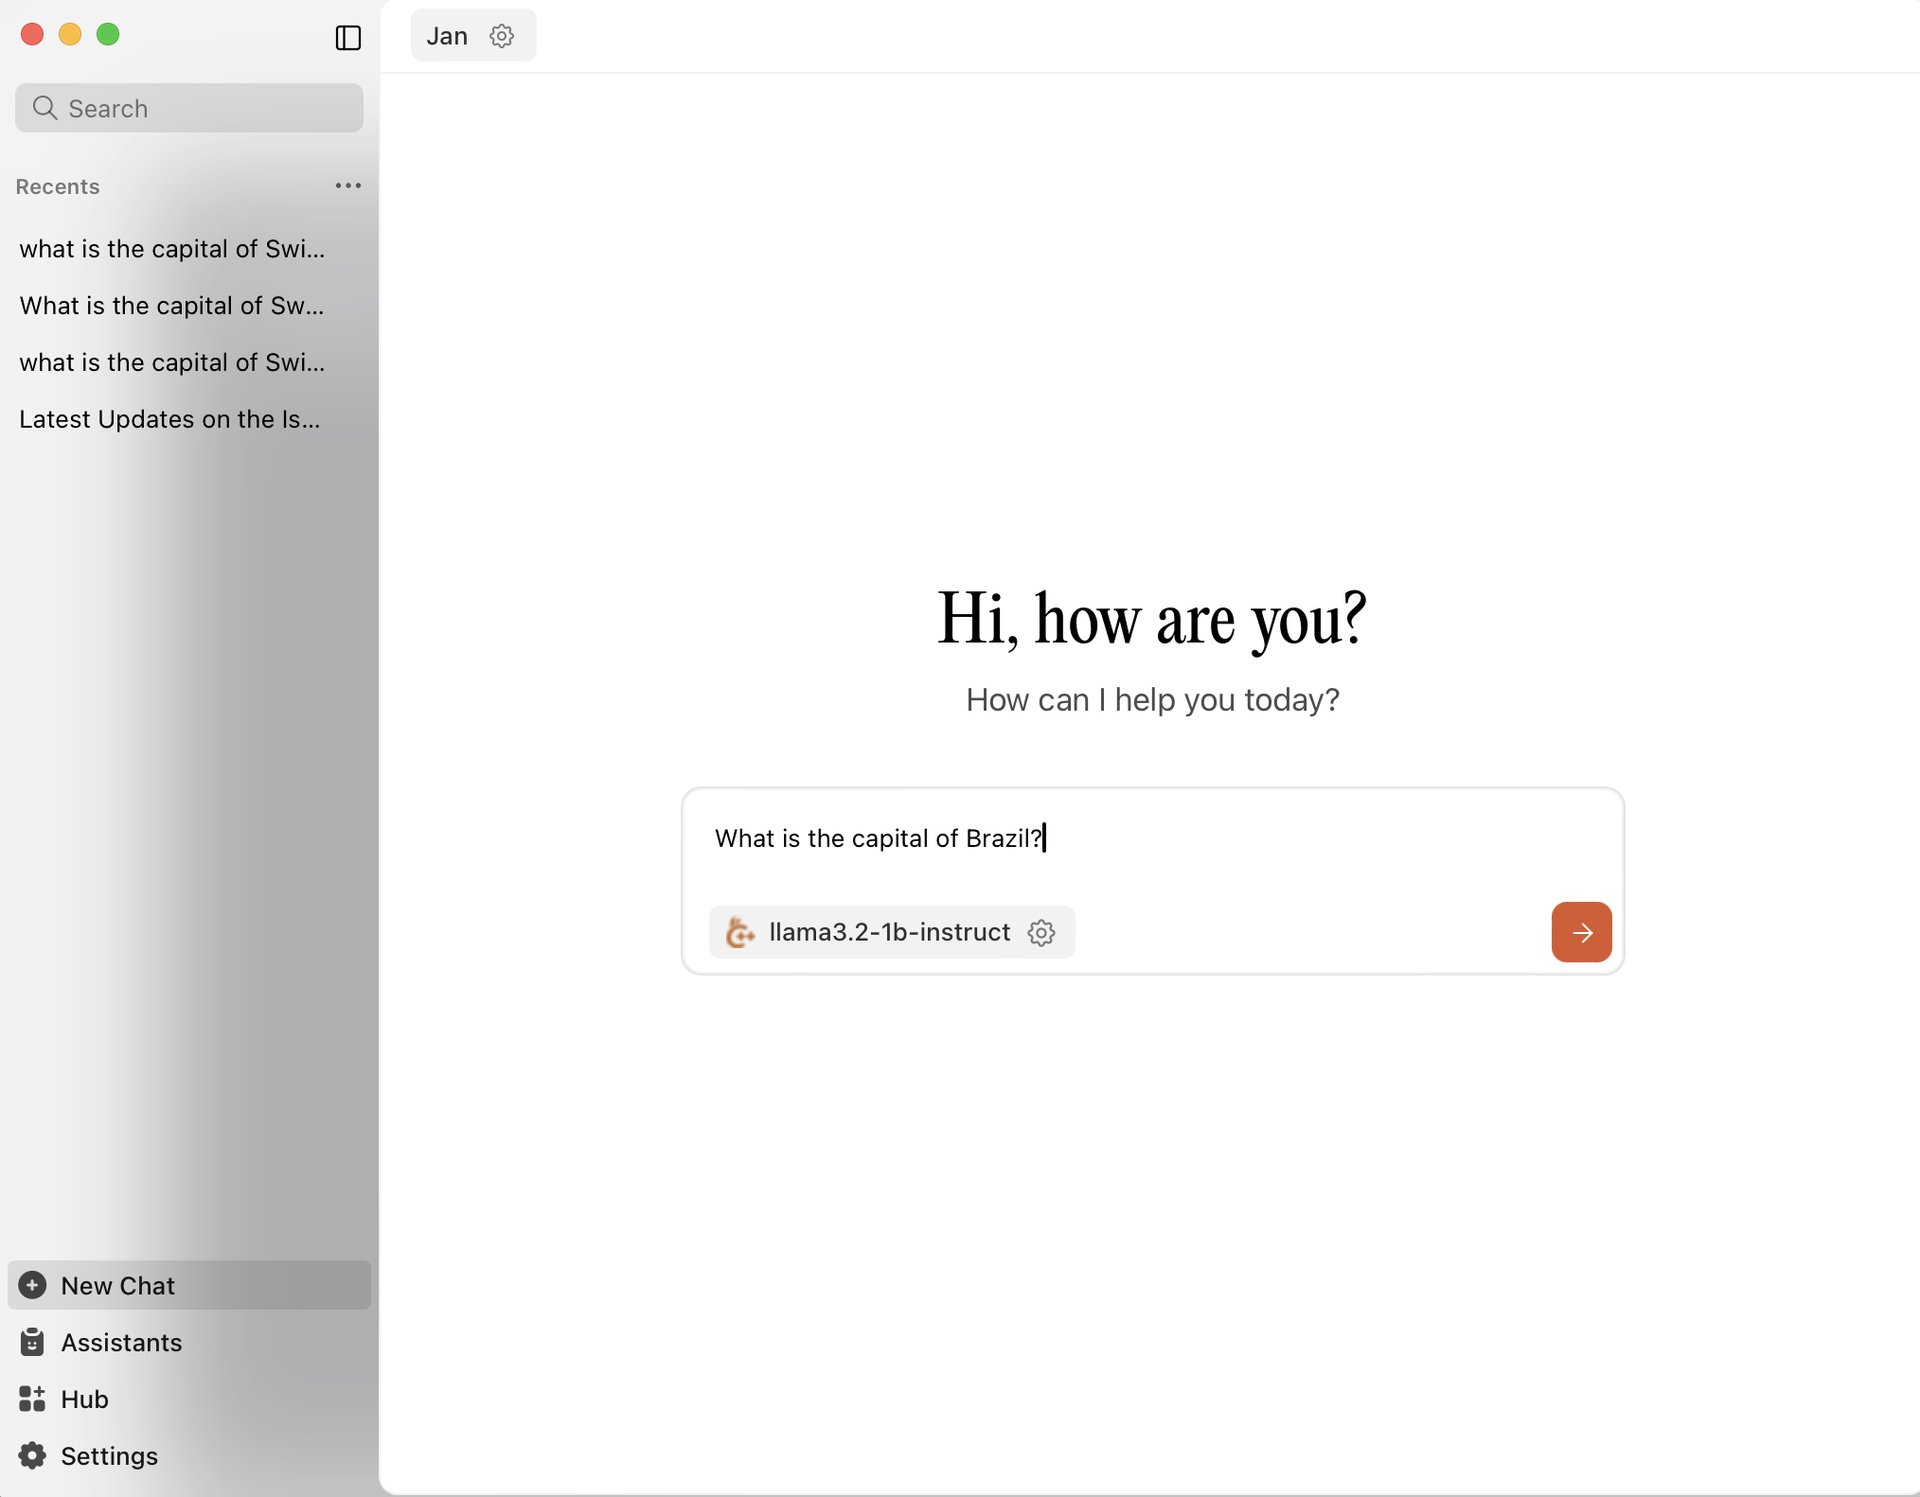 Search
Recents
what is the capital of Swi...
What is the capital of Sw...
what is the capital of Swi...
Latest Updates on the Is...
New Chat
Assistants
Hub
Settings
Jan
Hi, how are you?
How can I help you today?
What is the capital of Brazil?
llama3.2-1b-instruct